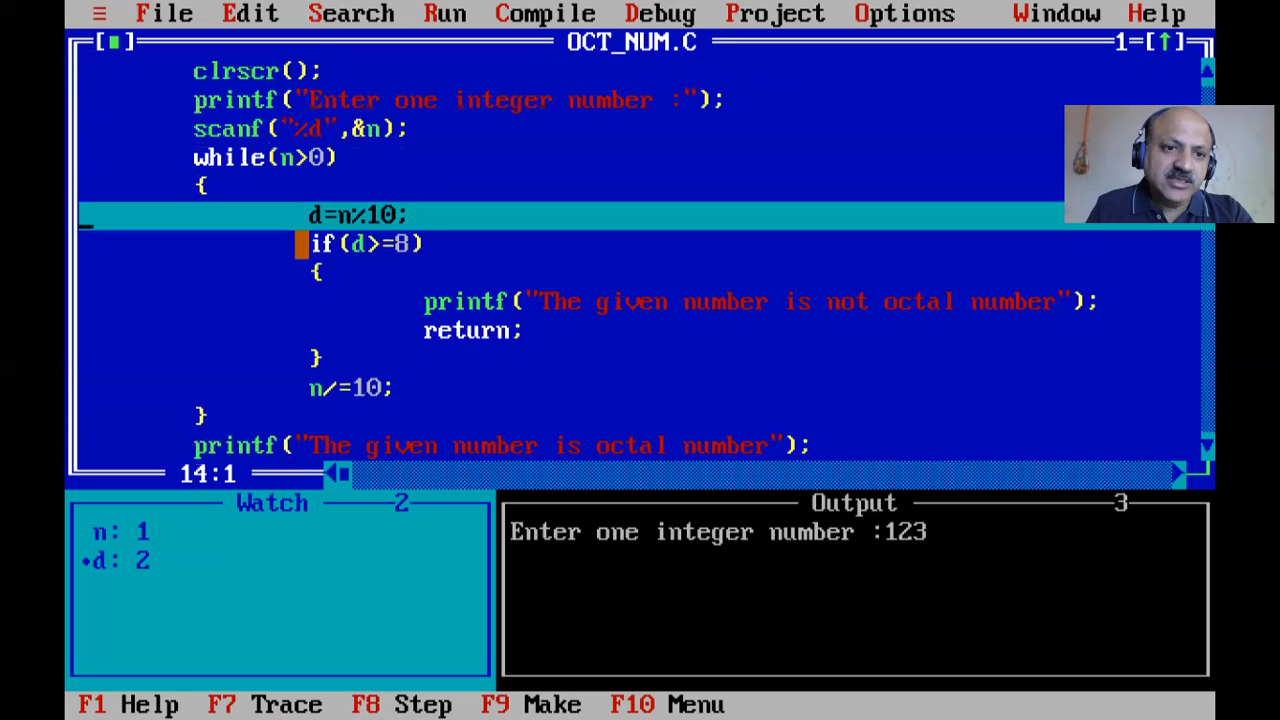 ≡ File Edit Search Run Compile Debug Project Options Window Help
[■] OCT_NUM.C 1=[↑]
clrscr();
printf("Enter one integer number :");
scanf("%d",&n);
while(n>0)
{
d=n%10;
if(d>=8)
{
printf("The given number is not octal number");
return;
}
n/=10;
}
printf("The given number is octal number");
14:1
Watch 2
n: 1
•d: 2
Output 3
Enter one integer number :123
F1 Help F7 Trace F8 Step F9 Make F10 Menu